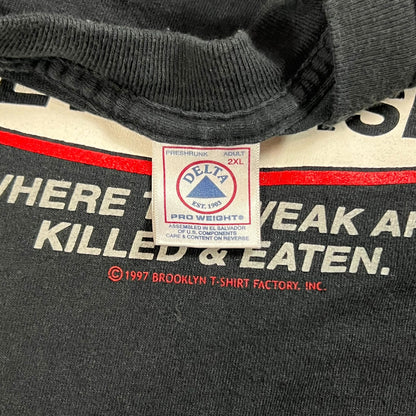 PRESHRUNK ADULT
2XL
DELTA
EST. 1903
PRO WEIGHT®
ASSEMBLED IN EL SALVADOR
OF U.S. COMPONENTS
CARE & CONTENT ON REVERSE
WHERE T WEAK AR
KILLED & EATEN.
©1997 BROOKLYN T-SHIRT FACTORY, INC.